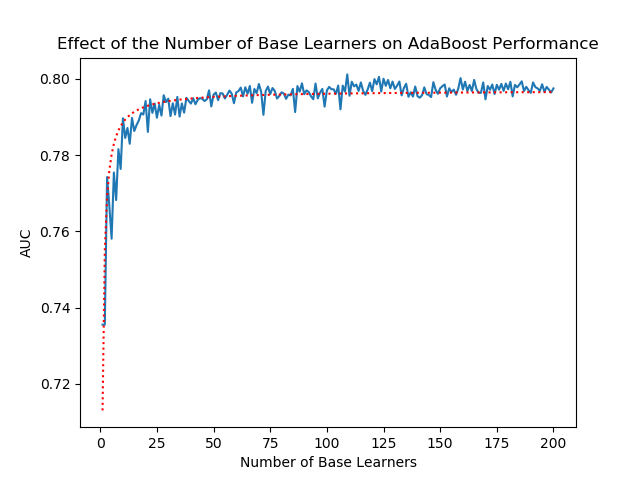 Effect of the Number of Base Learners on AdaBoost Performance
0.80
0.78
0.76
0.74
0.72
AUC
0 25 50 75 100 125 150 175 200
Number of Base Learners